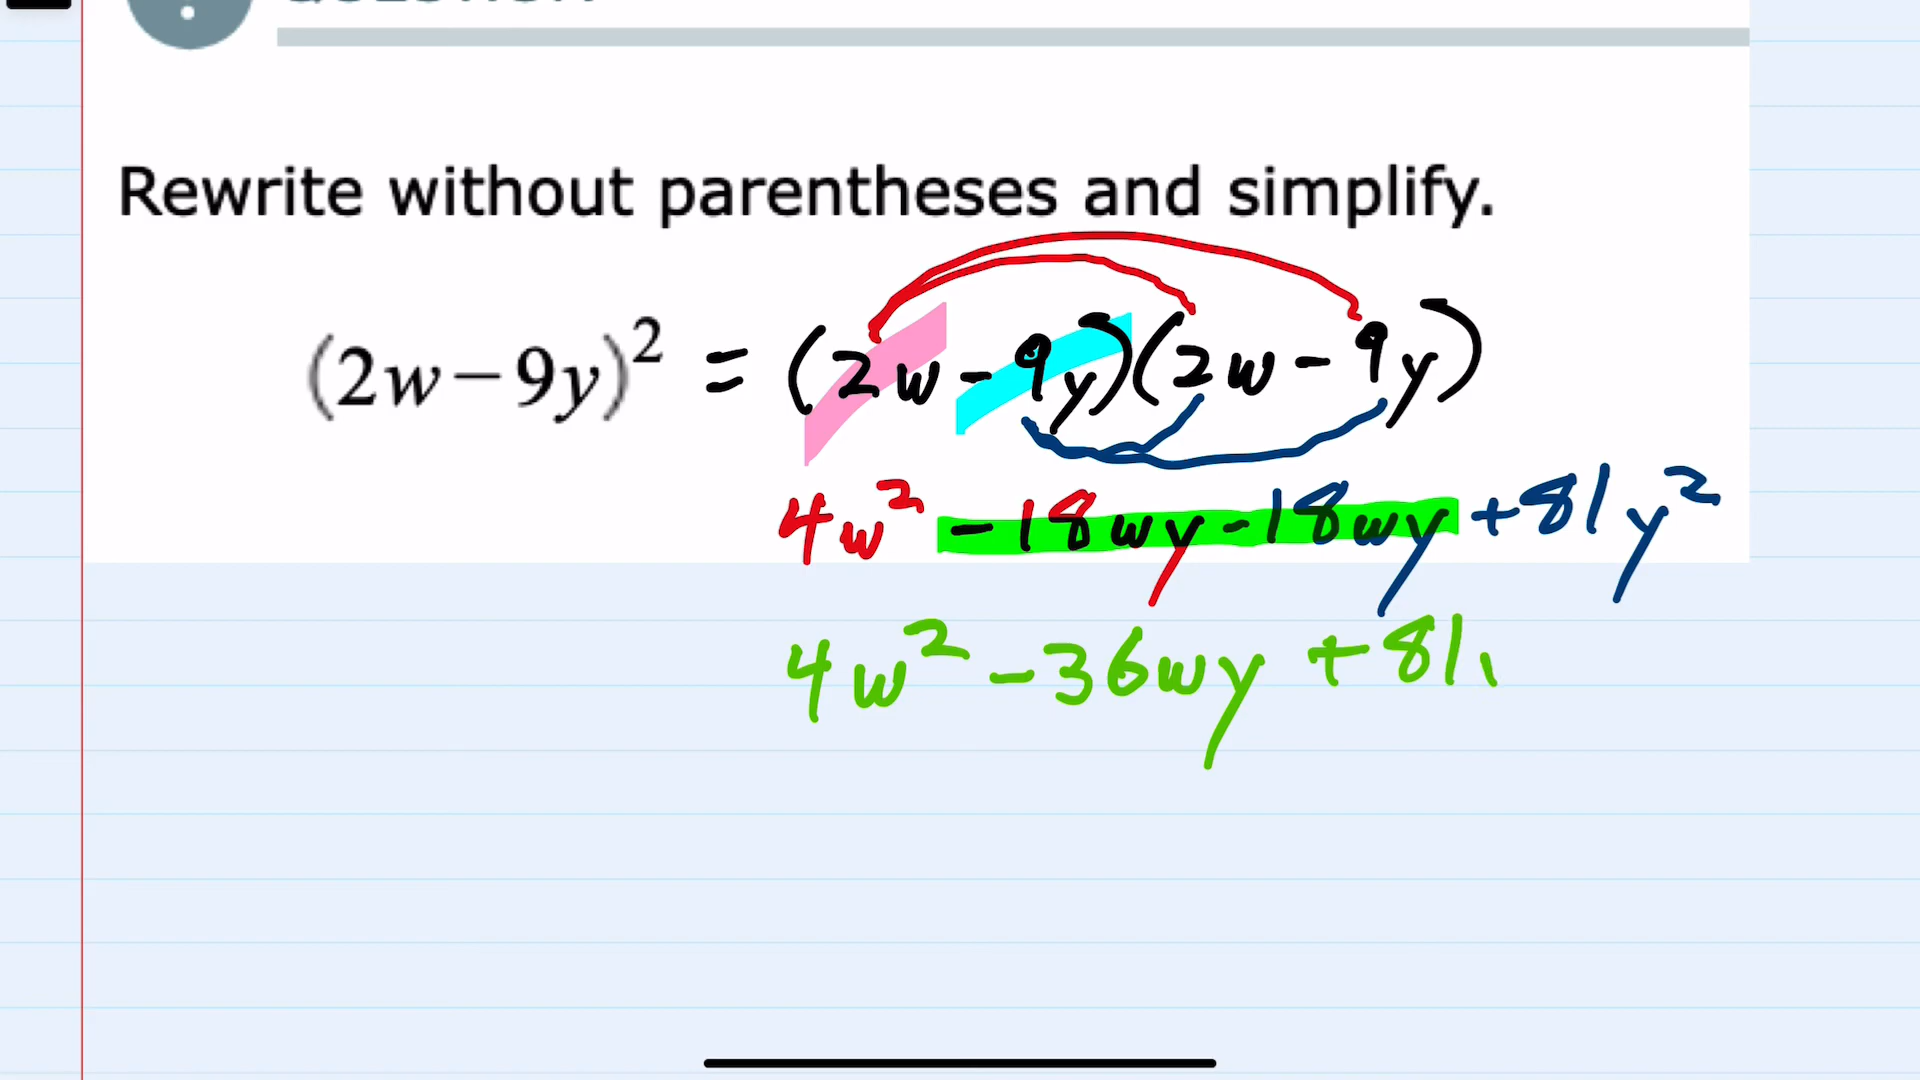 Rewrite without parentheses and simplify.
(2w-9y)² = (2w-9y)(2w-9y)
4w² -18wy-18wy +81y²
4w² -36wy +81